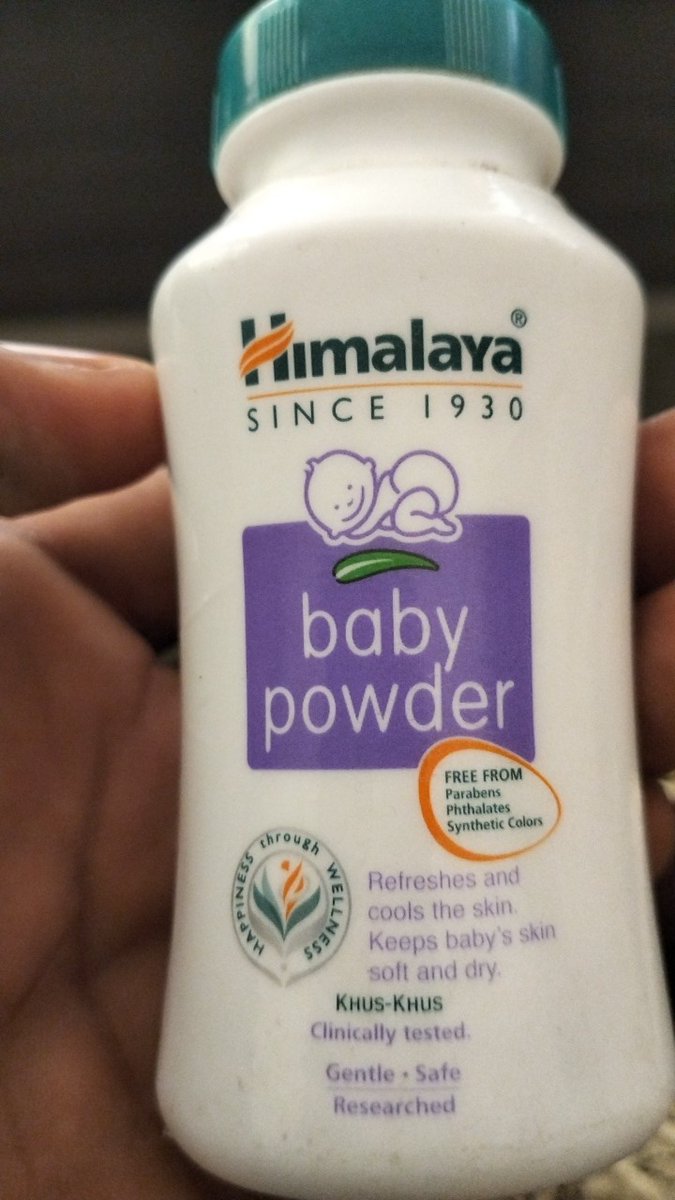 Himalaya®
SINCE 1930
baby
powder
FREE FROM
Parabens
Phthalates
Synthetic Colors
HAPPINESS through WELLNESS
Refreshes and
cools the skin.
Keeps baby's skin
soft and dry.
KHUS-KHUS
Clinically tested.
Gentle • Safe
Researched